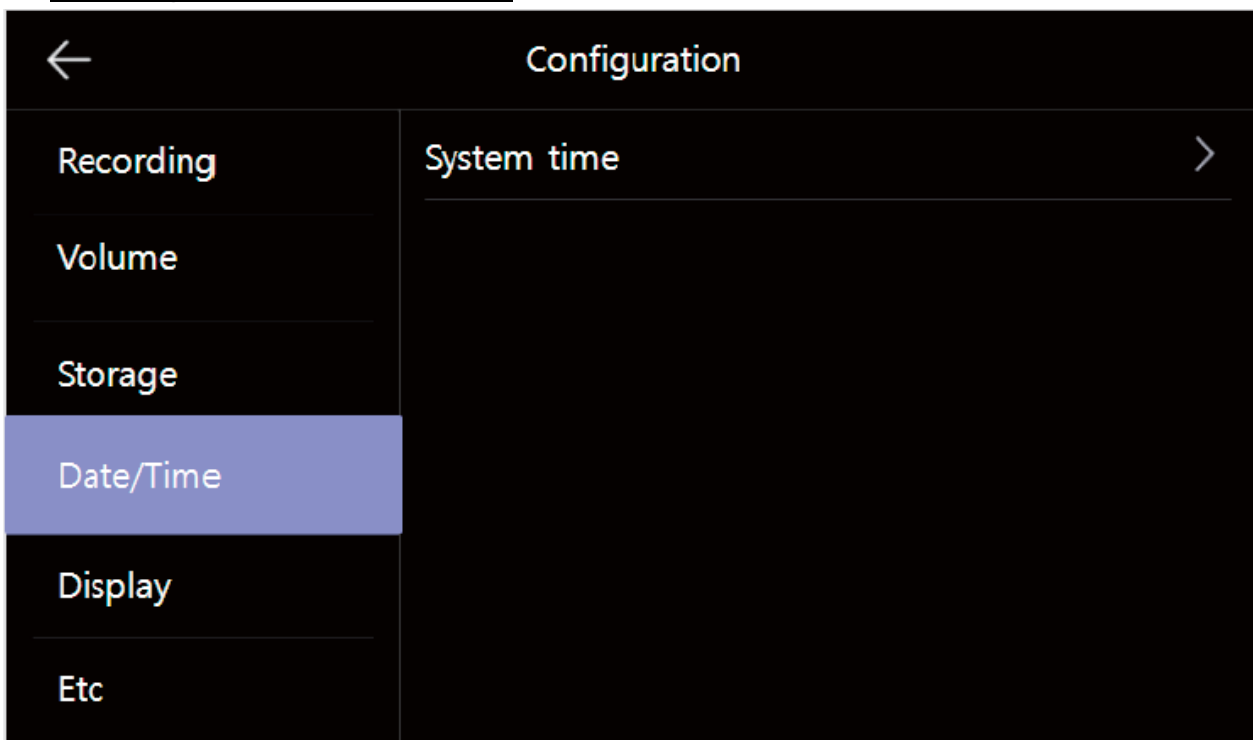 Configuration
Recording
Volume
Storage
Date/Time
Display
Etc
System time